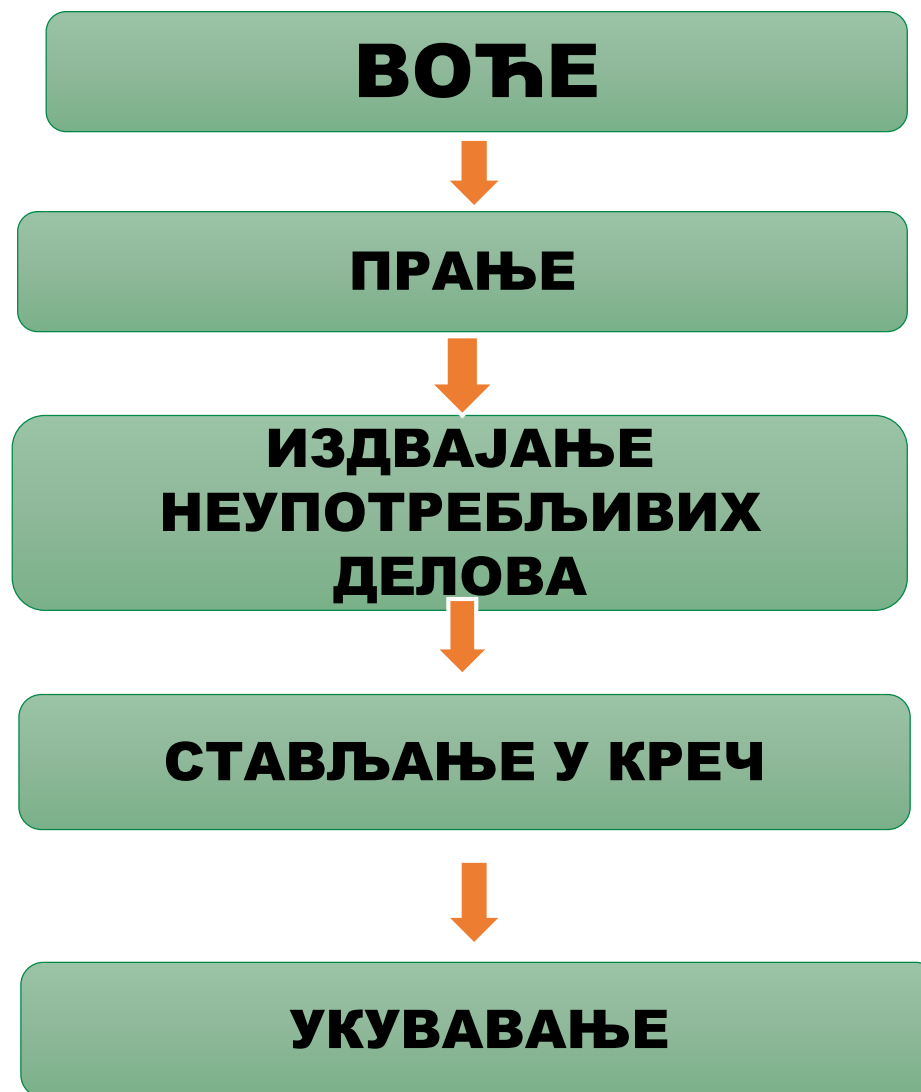 ВОЋЕ
ПРАЊЕ
ИЗДВАЈАЊЕ
НЕУПОТРЕБЉИВИХ
ДЕЛОВА
СТАВЉАЊЕ У КРЕЧ
УКУВАВАЊЕ